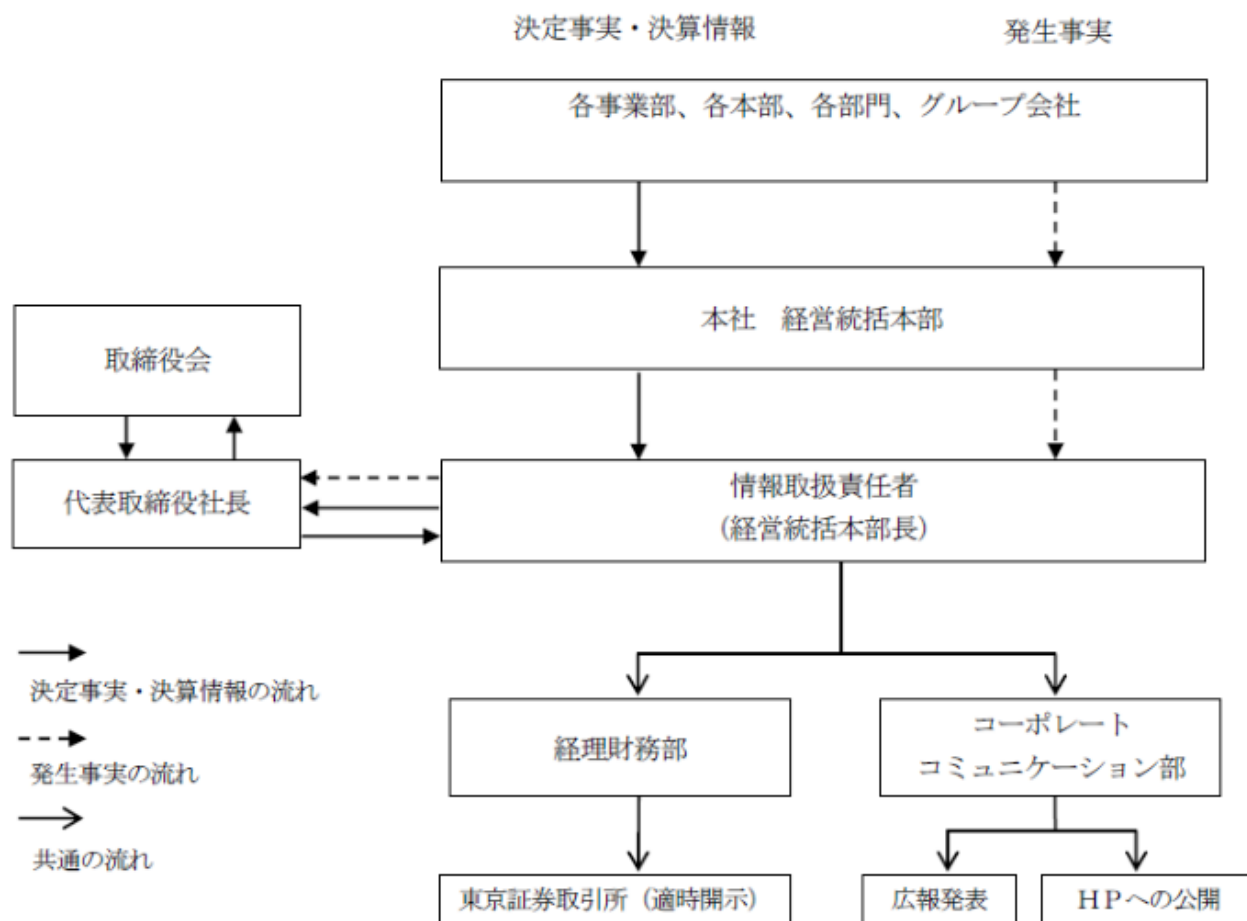 決定事実・決算情報
発生事実
各事業部、各本部、各部門、グループ会社
本社　経営統括本部
取締役会
代表取締役社長
情報取扱責任者
（経営統括本部長）
決定事実・決算情報の流れ
発生事実の流れ
共通の流れ
経理財務部
コーポレート
コミュニケーション部
東京証券取引所（適時開示）
広報発表
ＨＰへの公開